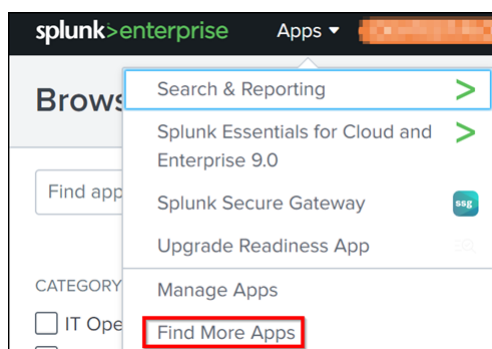 splunk>enterprise Apps ▾
Brows
Search & Reporting >
Splunk Essentials for Cloud and >
Enterprise 9.0
Find app
Splunk Secure Gateway ssg
Upgrade Readiness App
CATEGORY
Manage Apps
IT Ope
Find More Apps